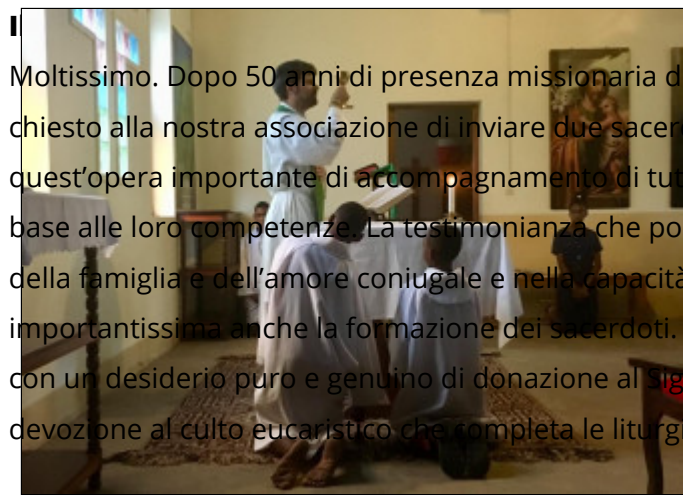 Il
Moltissimo. Dopo 50 anni di presenza missionaria d
chiesto alla nostra associazione di inviare due sacer
quest’opera importante di accompagnamento di tut
base alle loro competenze. La testimonianza che po
della famiglia e dell’amore coniugale e nella capacità
importantissima anche la formazione dei sacerdoti.
con un desiderio puro e genuino di donazione al Sig
devozione al culto eucaristico che completa le liturg